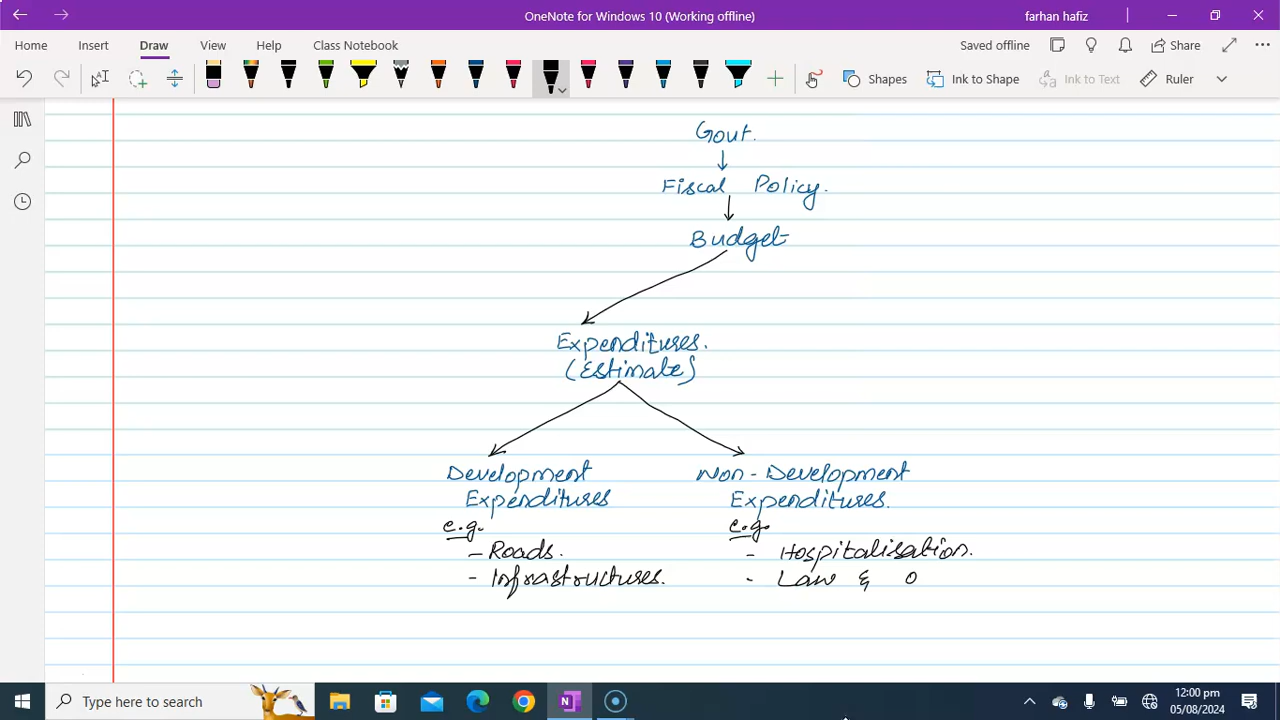 OneNote for Windows 10 (Working offline)
farhan hafiz
Home Insert Draw View Help Class Notebook
Saved offline
Share
Shapes
Ink to Shape
Ink to Text
Ruler
Govt.
Fiscal Policy.
Budget
Expenditures.
(Estimate)
Development Non-Development
Expenditures Expenditures.
e.g. e.g.
- Roads. - Hospitalisation.
- Infrastructures. - Law & O
Type here to search
12:00 pm
05/08/2024